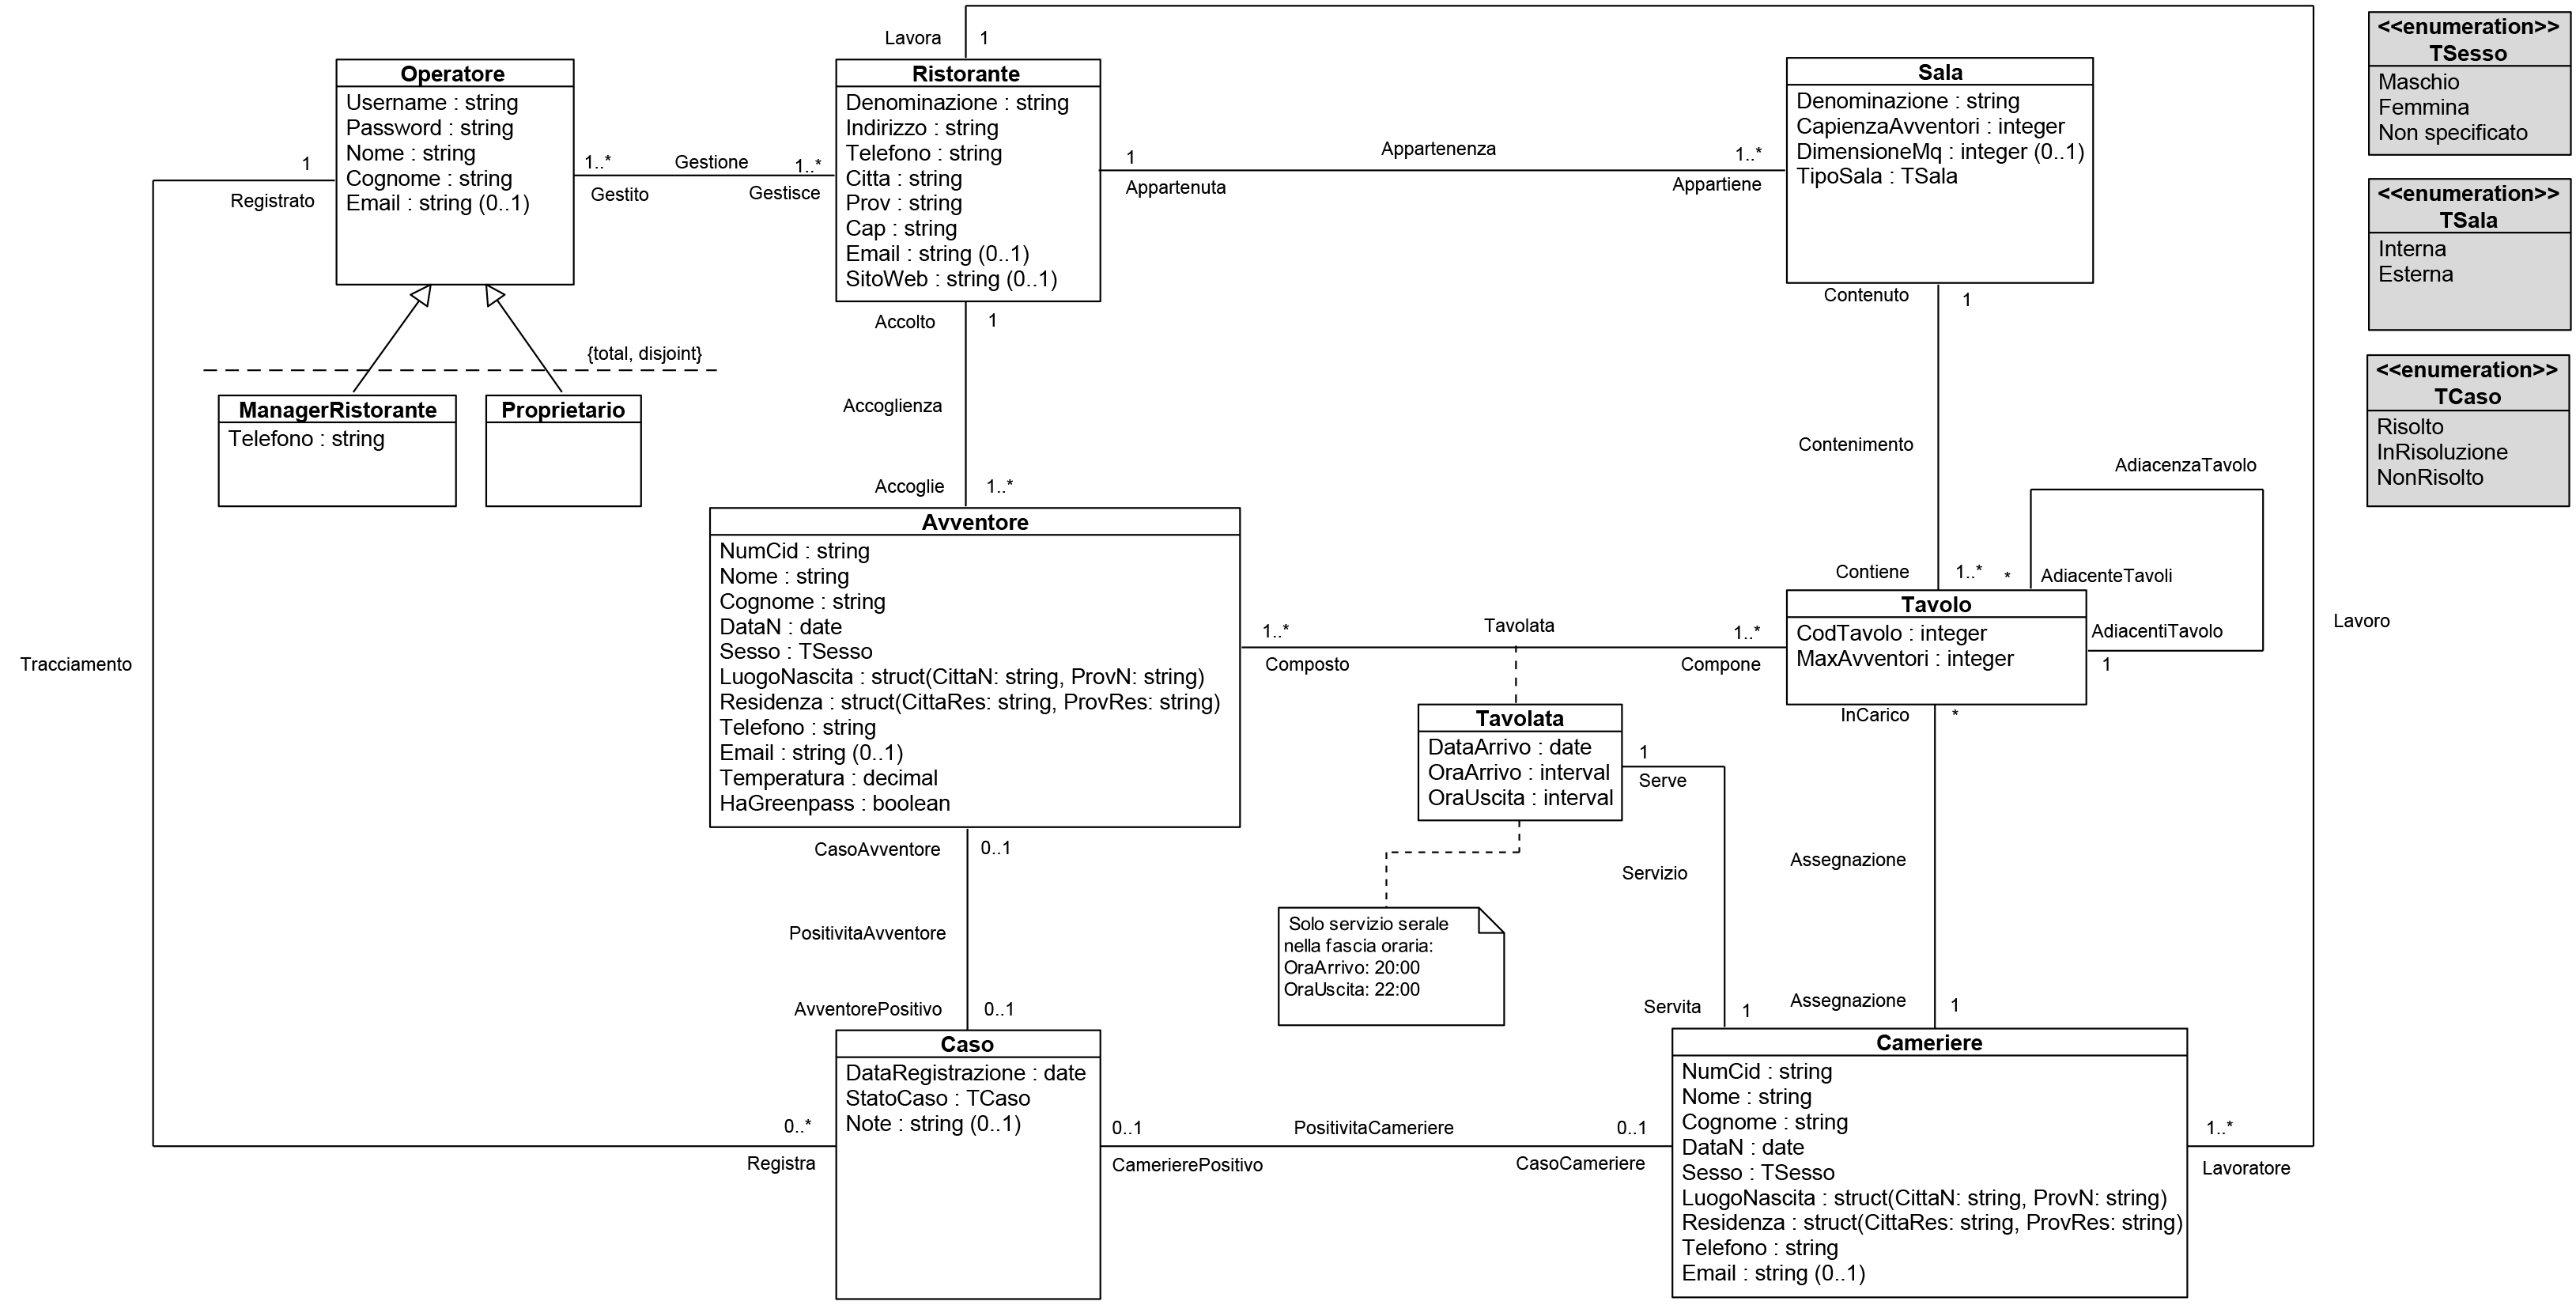 Lavora
1
<<enumeration>>
TSesso
Maschio
Femmina
Non specificato
<<enumeration>>
TSala
Interna
Esterna
<<enumeration>>
TCaso
Risolto
InRisoluzione
NonRisolto
Operatore
Username : string
Password : string
Nome : string
Cognome : string
Email : string (0..1)
1
Registrato
1..*
Gestione
1..*
Gestito
Gestisce
Ristorante
Denominazione : string
Indirizzo : string
Telefono : string
Citta : string
Prov : string
Cap : string
Email : string (0..1)
SitoWeb : string (0..1)
1
Appartenenza
1..*
Appartenuta
Appartiene
Sala
Denominazione : string
CapienzaAvventori : integer
DimensioneMq : integer (0..1)
TipoSala : TSala
{total, disjoint}
ManagerRistorante
Telefono : string
Proprietario
Accolto
1
Accoglienza
Accoglie
1..*
Contenuto
1
Contenimento
Contiene
1..*
*
AdiacenzaTavolo
AdiacenteTavoli
AdiacentiTavolo
1
Lavoro
Tracciamento
Avventore
NumCid : string
Nome : string
Cognome : string
DataN : date
Sesso : TSesso
LuogoNascita : struct(CittaN: string, ProvN: string)
Residenza : struct(CittaRes: string, ProvRes: string)
Telefono : string
Email : string (0..1)
Temperatura : decimal
HaGreenpass : boolean
1..*
Tavolata
1..*
Composto
Compone
Tavolo
CodTavolo : integer
MaxAvventori : integer
InCarico
*
Tavolata
DataArrivo : date
OraArrivo : interval
OraUscita : interval
1
Serve
Servizio
Servita
1
Assegnazione
Assegnazione
1
Solo servizio serale
nella fascia oraria:
OraArrivo: 20:00
OraUscita: 22:00
CasoAvventore
0..1
PositivitaAvventore
AvventorePositivo
0..1
Caso
DataRegistrazione : date
StatoCaso : TCaso
Note : string (0..1)
0..*
Registra
0..1
PositivitaCameriere
0..1
CamerierePositivo
CasoCameriere
Cameriere
NumCid : string
Nome : string
Cognome : string
DataN : date
Sesso : TSesso
LuogoNascita : struct(CittaN: string, ProvN: string)
Residenza : struct(CittaRes: string, ProvRes: string)
Telefono : string
Email : string (0..1)
1..*
Lavoratore